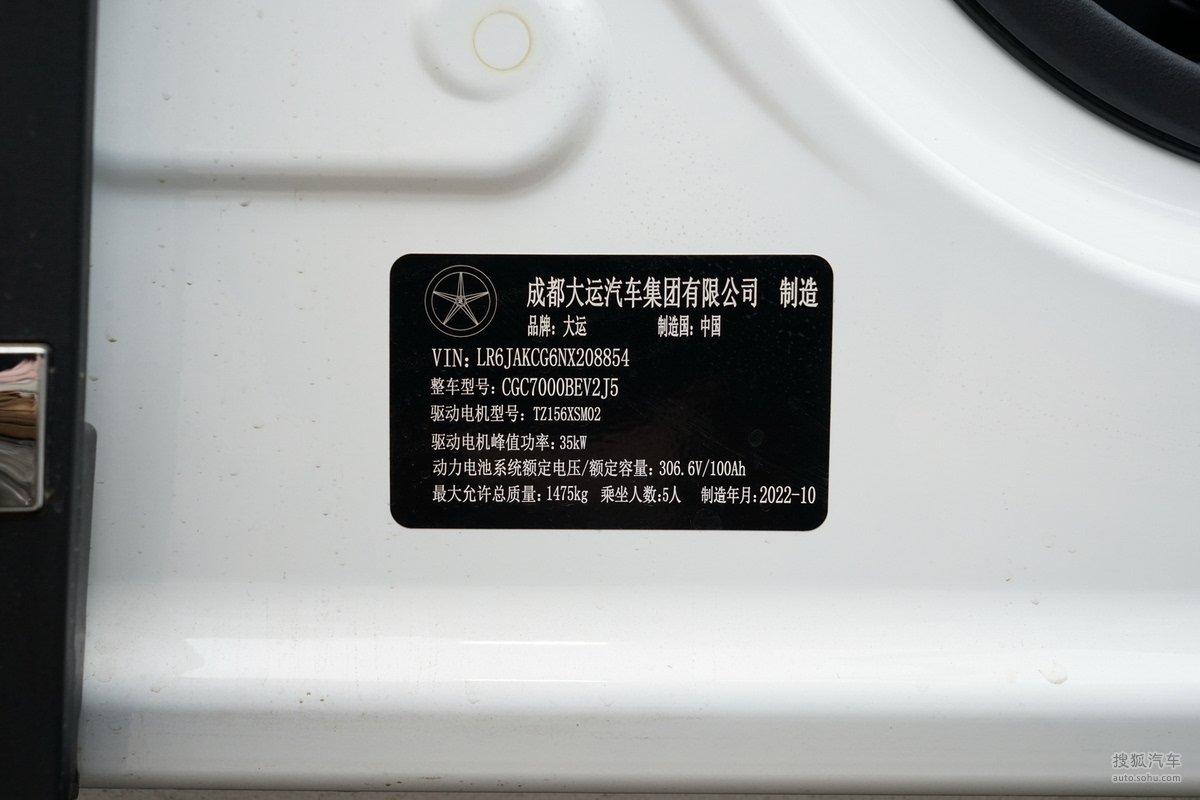 成都大运汽车集团有限公司 制造
品牌：大运 制造国：中国
VIN: LR6JAKCG6NX208854
整车型号：CGC7000BEV2J5
驱动电机型号：TZ156XSM02
驱动电机峰值功率：35kW
动力电池系统额定电压/额定容量：306.6V/100Ah
最大允许总质量：1475kg 乘坐人数:5人 制造年月:2022-10
搜狐汽车
auto.sohu.com